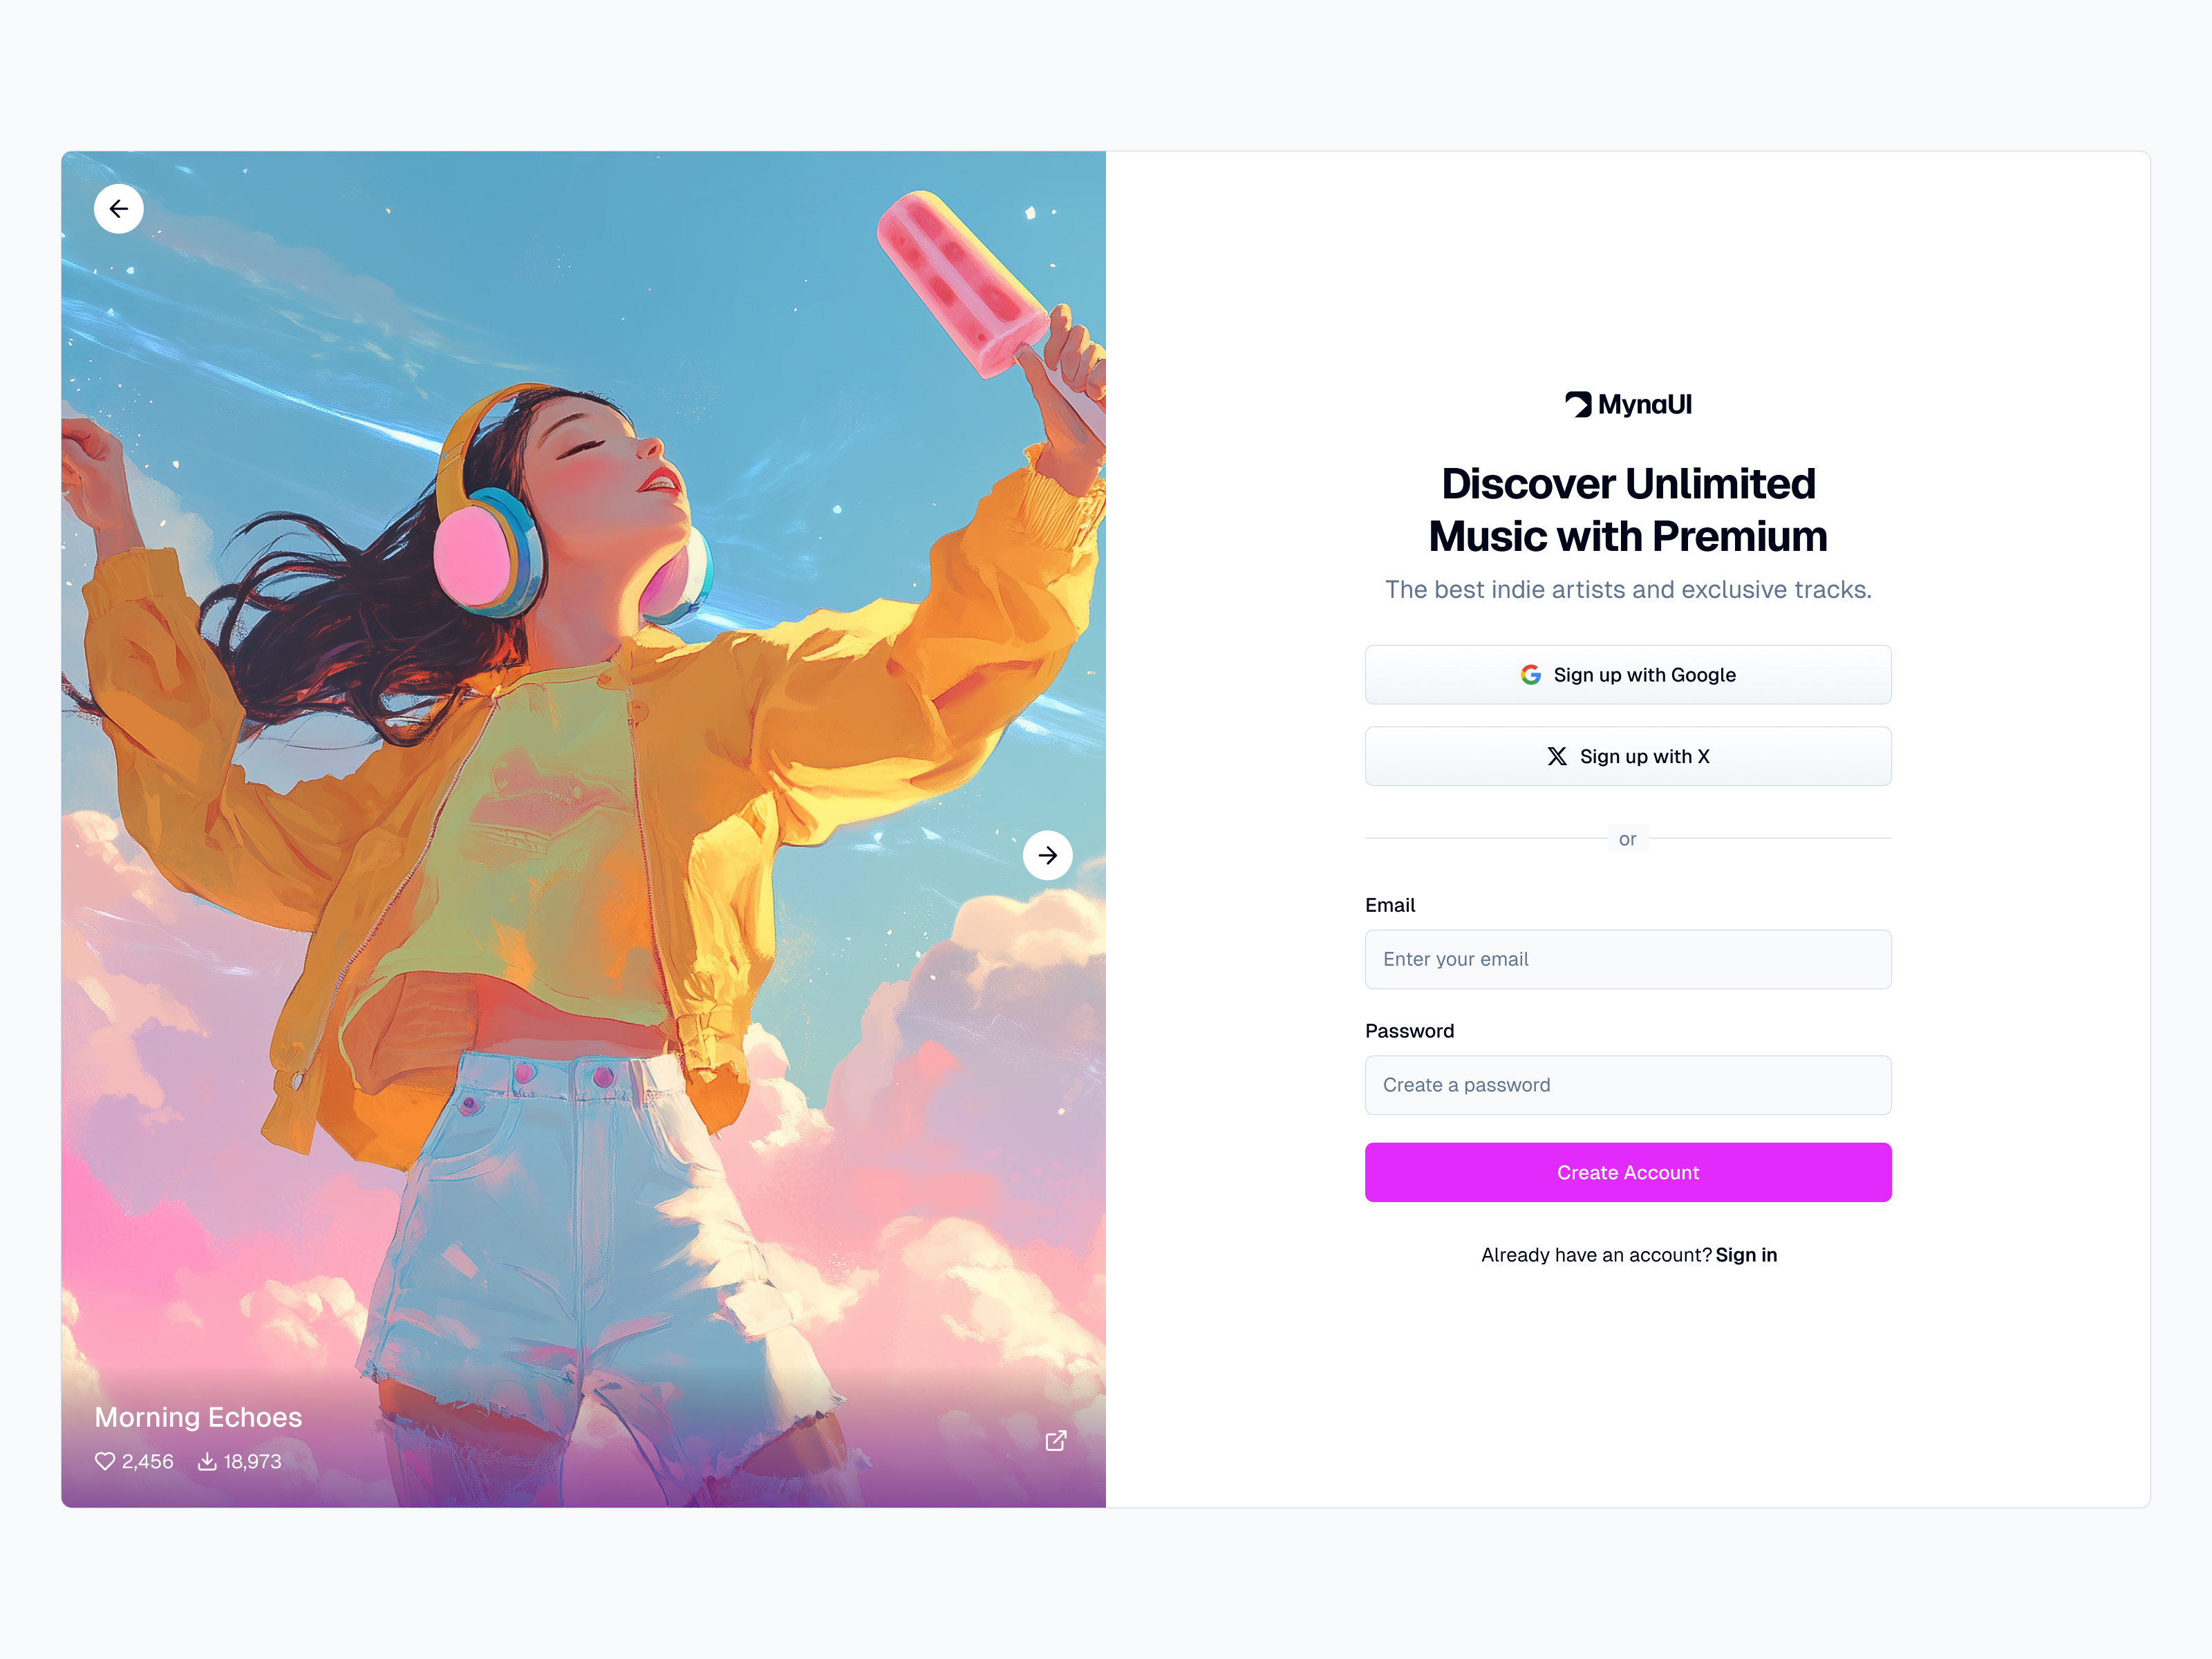 Morning Echoes
2,456 18,973
MynaUI
Discover Unlimited
Music with Premium
The best indie artists and exclusive tracks.
Sign up with Google
Sign up with X
or
Email
Enter your email
Password
Create a password
Create Account
Already have an account? Sign in